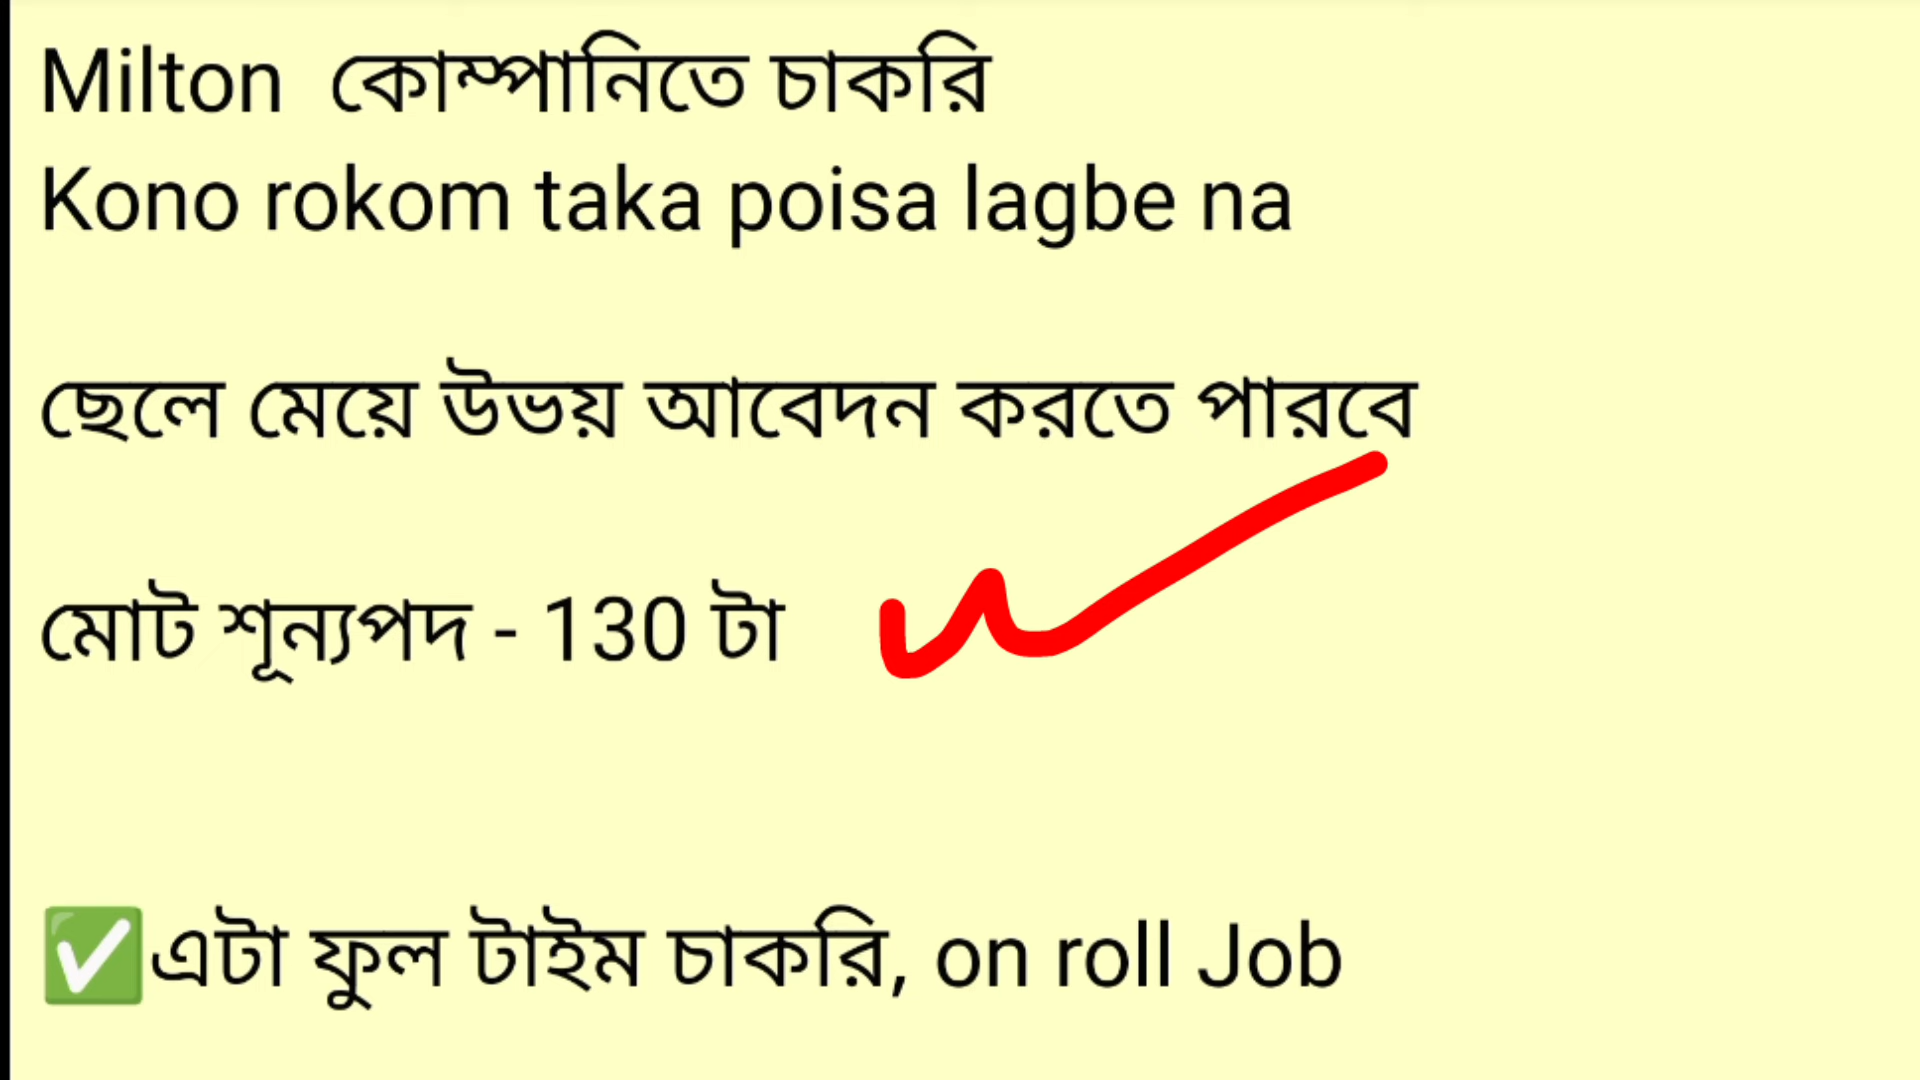 Milton কোম্পানিতে চাকরি
Kono rokom taka poisa lagbe na
ছেলে মেয়ে উভয় আবেদন করতে পারবে
মোট শূন্যপদ - 130 টা
✅এটা ফুল টাইম চাকরি, on roll Job